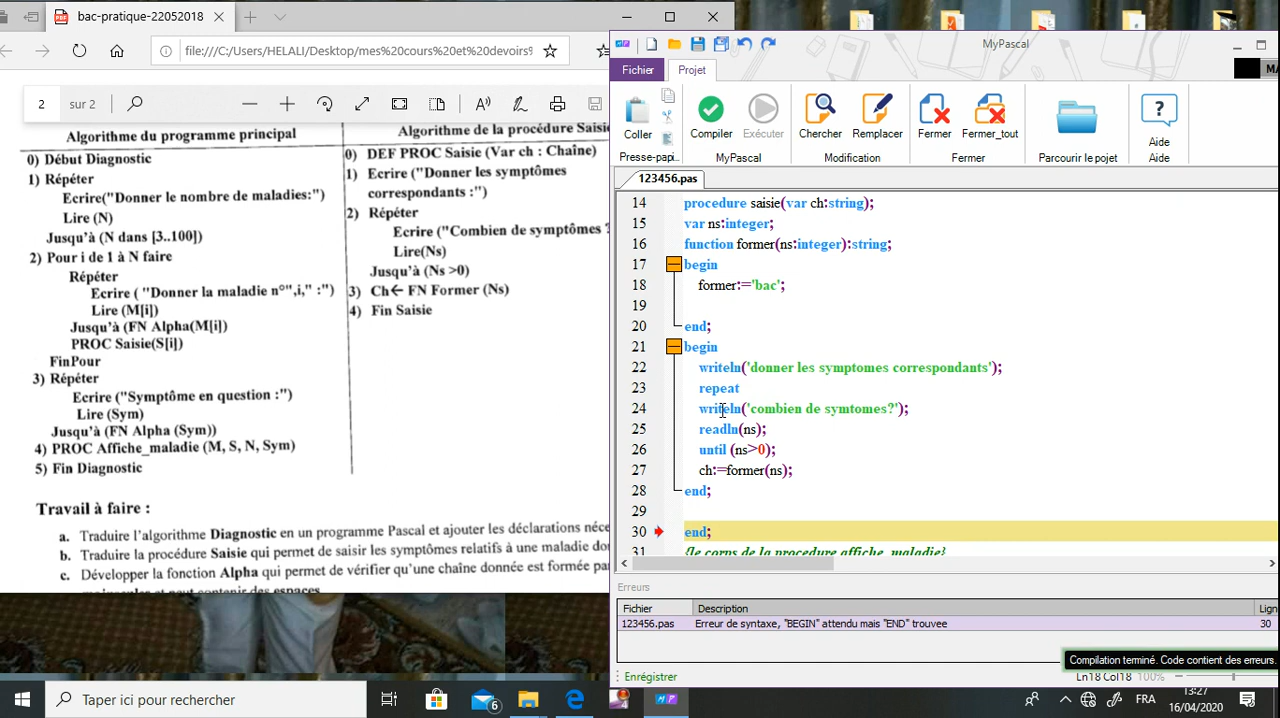 bac-pratique-22052018
file:///C:/Users/HELALI/Desktop/mes%20cours%20et%20devoirs
2 sur 2
Algorithme du programme principal
0) Début Diagnostic
1) Répéter
Ecrire("Donner le nombre de maladies:")
Lire (N)
Jusqu'à (N dans [3..100])
2) Pour i de 1 à N faire
Répéter
Ecrire ( "Donner la maladie n°",i," :")
Lire (M[i])
Jusqu'à (FN Alpha(M[i])
PROC Saisie(S[i])
FinPour
3) Répéter
Ecrire ("Symptôme en question :")
Lire (Sym)
Jusqu'à (FN Alpha (Sym)
4) PROC Affiche_maladie (M, S, N, Sym)
5) Fin Diagnostic
Algorithme de la procédure Saisie
0) DEF PROC Saisie (Var ch : Chaîne)
1) Ecrire ("Donner les symptômes
correspondants :")
2) Répéter
Ecrire ("Combien de symptômes ?
Lire(Ns)
Jusqu'à (Ns >0)
3) Ch← FN Former (Ns)
4) Fin Saisie
Travail à faire :
a. Traduire l'algorithme Diagnostic en un programme Pascal et ajouter les déclarations néce
b. Traduire la procédure Saisie qui permet de saisir les symptômes relatifs à une maladie do
c. Développer la fonction Alpha qui permet de vérifier qu'une chaîne donnée est formée pa
MyPascal
Fichier Projet
Coller
Compiler
Exécuter
Chercher
Remplacer
Fermer
Fermer_tout
Parcourir le projet
Aide
Presse-papi... MyPascal Modification Fermer Aide
123456.pas
14 procedure saisie(var ch:string);
15 var ns:integer;
16 function former(ns:integer):string;
17 begin
18 former:='bac';
19
20 end;
21 begin
22 writeln('donner les symptomes correspondants');
23 repeat
24 writeln('combien de symtomes?');
25 readln(ns);
26 until (ns>0);
27 ch:=former(ns);
28 end;
29
30 end;
31 {le corps de la procedure affiche_maladie}
Erreurs
Fichier Description Lign
123456.pas Erreur de syntaxe, "BEGIN" attendu mais "END" trouvee 30
Compilation terminé. Code contient des erreurs.
Enregistrer Ln18 Col18 100%
Taper ici pour rechercher
6
FRA
13:27
16/04/2020